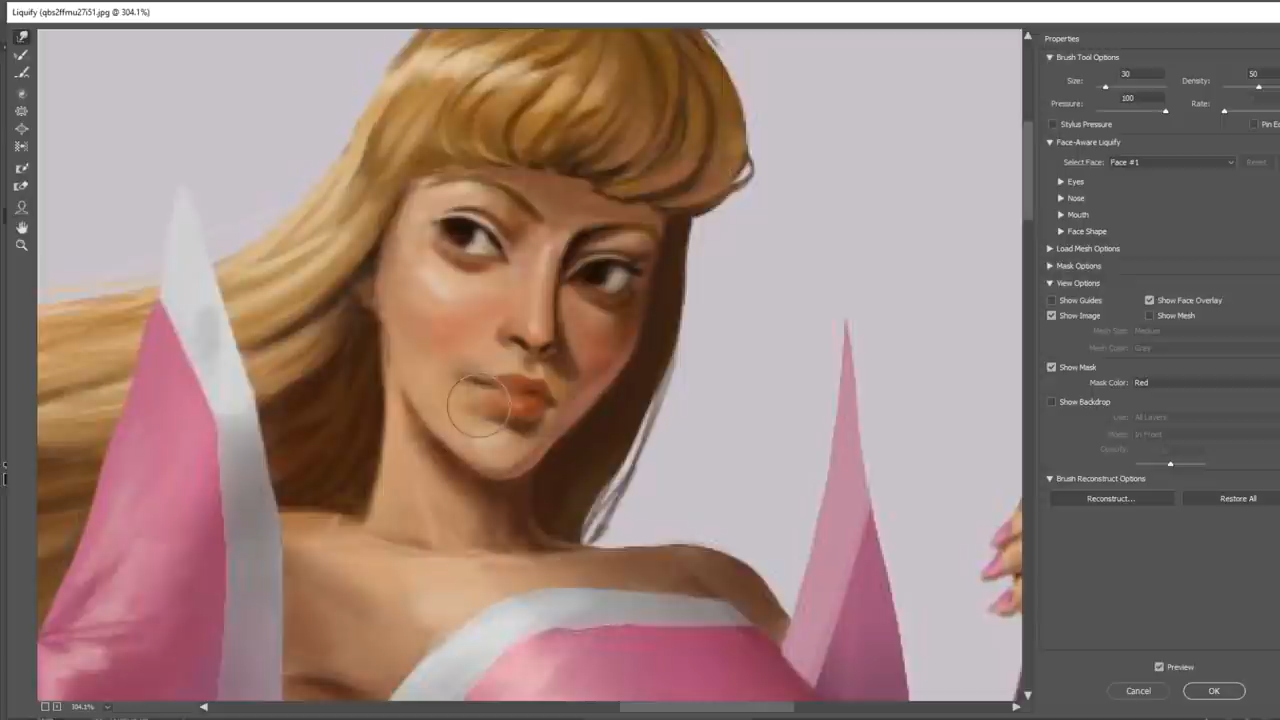 Liquify (qbs2ffmu27i51.jpg @ 304.1%)
Properties
Brush Tool Options
Size: 30 Density: 50
Pressure: 100 Rate:
Stylus Pressure Pin Ec
Face-Aware Liquify
Select Face: Face #1 Reset
Eyes
Nose
Mouth
Face Shape
Load Mesh Options
Mask Options
View Options
Show Guides Show Face Overlay
Show Image Show Mesh
Mesh Size: Medium
Mesh Color: Gray
Show Mask
Mask Color: Red
Show Backdrop
Use: All Layers
Mode: In Front
Opacity:
Brush Reconstruct Options
Reconstruct... Restore All
Preview
Cancel OK
304.1%